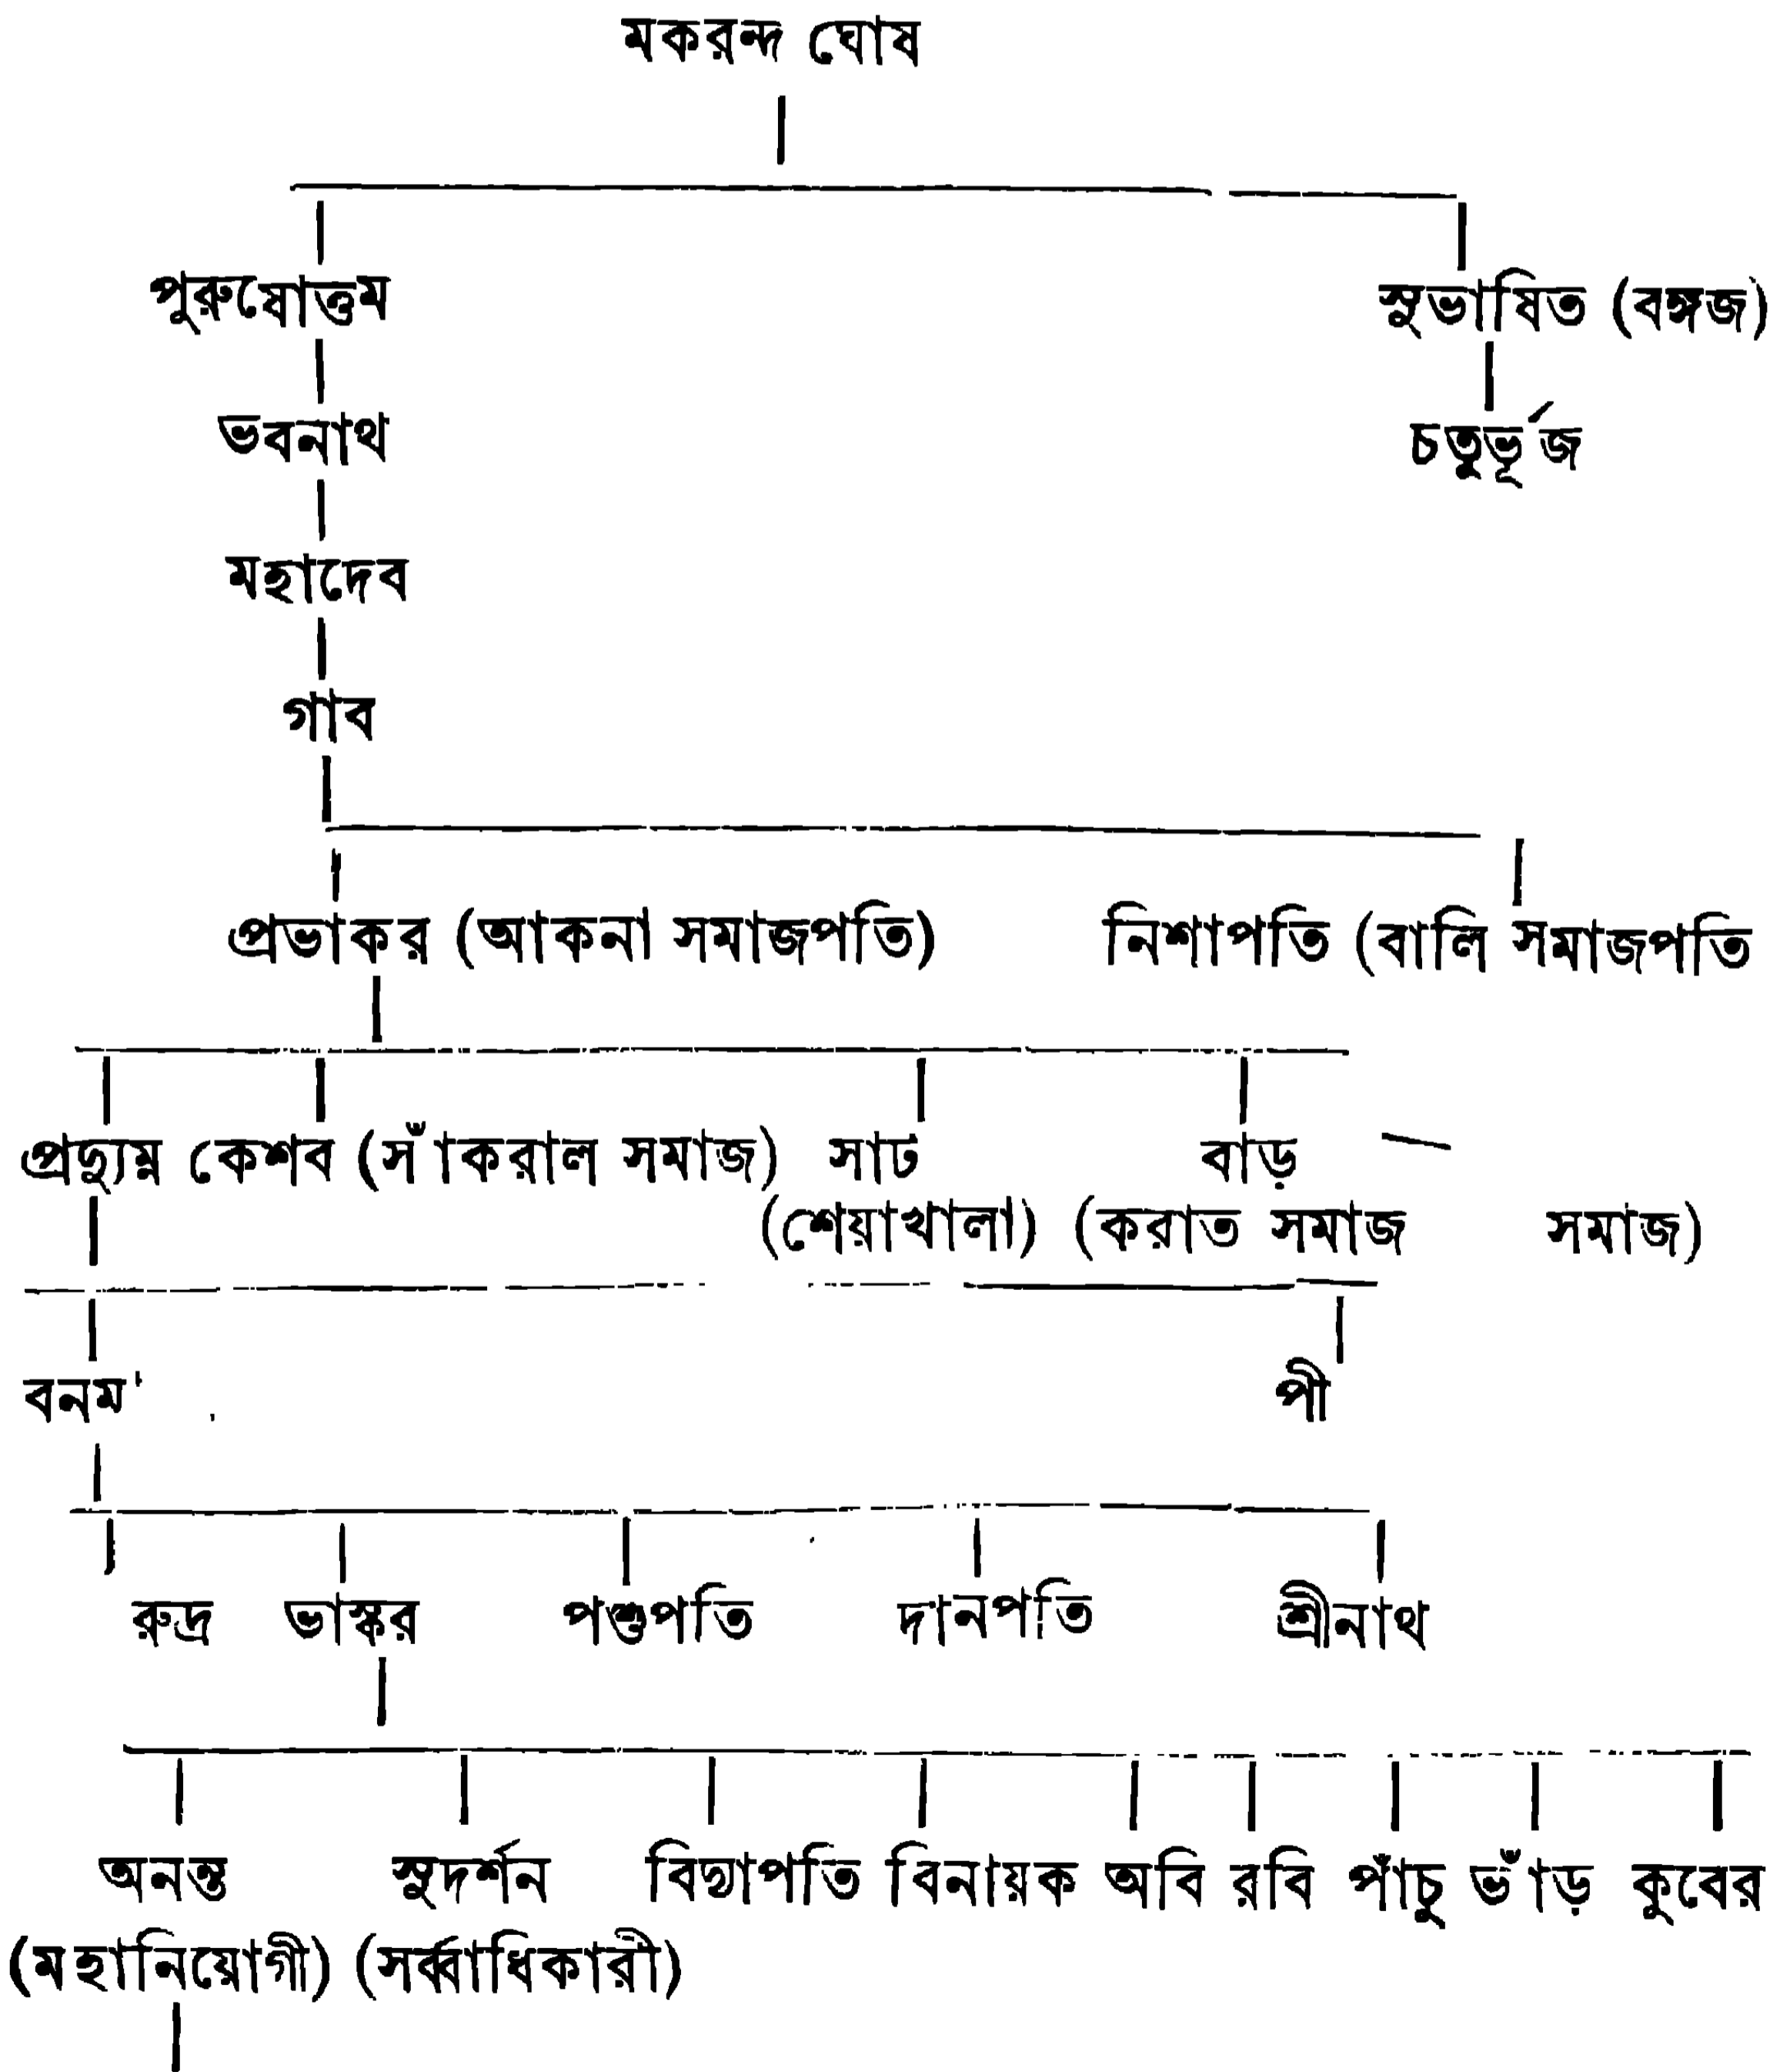 মকরন্দ ঘোষ
পুরুষোত্তম সুভাষিত (বঙ্গজ)
ভবনাথ চতুর্ভূজ
মহাদেব
গাব
প্রভাকর (আকনা সমাজপতি) নিশাপতি (বালি সমাজপতি
প্রদ্যুম্ন কেশব (সাঁকরাল সমাজ) সাট বাড়
(শেয়াখালা) (করাত সমাজ সমাজ)
রুদ্র ভাস্কর পশুপতি দানপতি শ্রীনাথ
অনন্ত সুদর্শন বিদ্যাপতি বিনায়ক অবি রবি পাঁচু ভাঁড় কুবের
(মহানিয়োগী) (সর্ব্বাধিকারী)